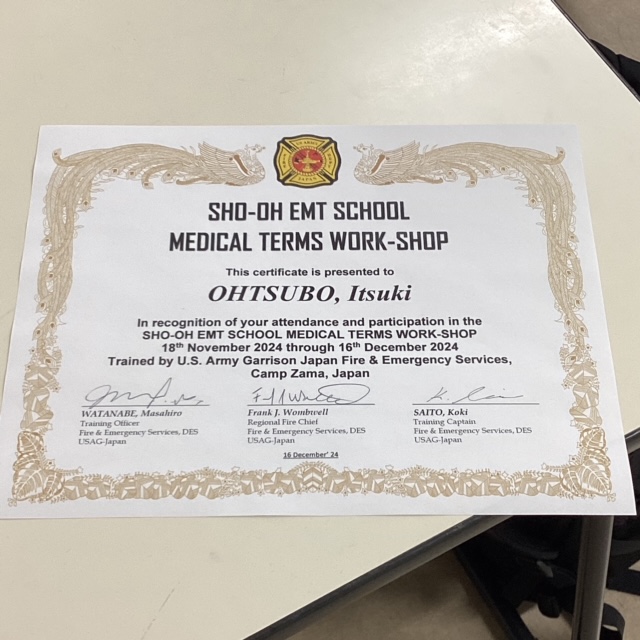 SHO-OH EMT SCHOOL
MEDICAL TERMS WORK-SHOP
This certificate is presented to
OHTSUBO, Itsuki
In recognition of your attendance and participation in the
SHO-OH EMT SCHOOL MEDICAL TERMS WORK-SHOP
18th November 2024 through 16th December 2024
Trained by U.S. Army Garrison Japan Fire & Emergency Services,
Camp Zama, Japan
WATANABE, Masahiro
Training Officer
Fire & Emergency Services, DES
USAG-Japan
Frank J. Wombwell
Regional Fire Chief
Fire & Emergency Services, DES
USAG-Japan
SAITO, Koki
Training Captain
Fire & Emergency Services, DES
USAG-Japan
16 December' 24